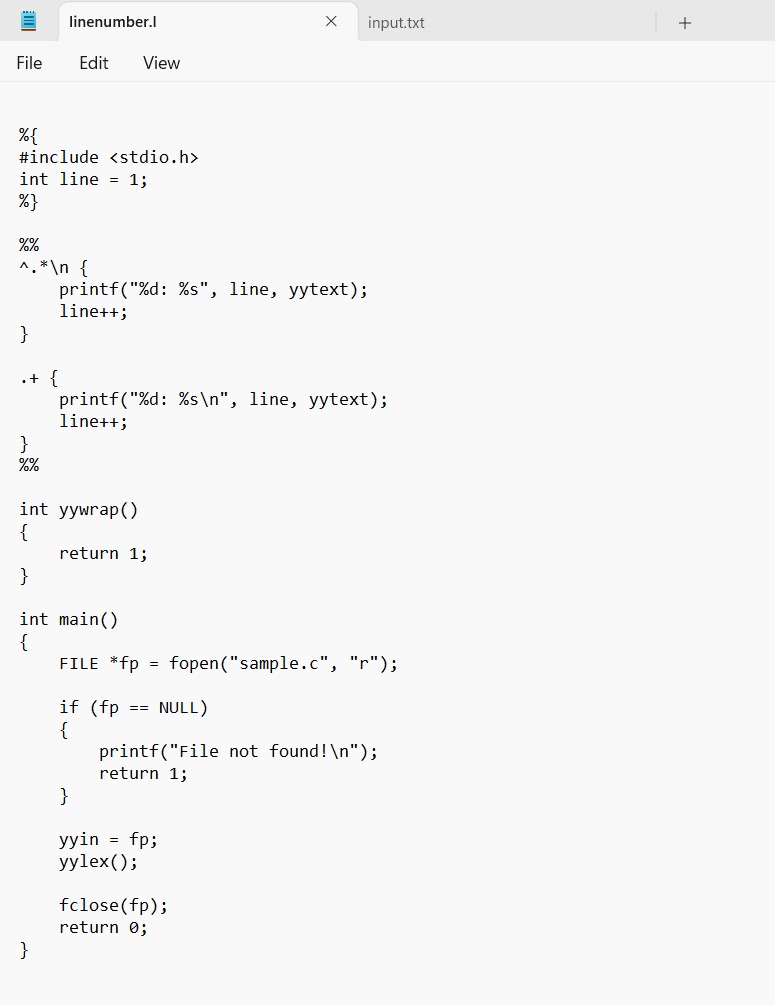 linenumber.l
input.txt
File Edit View
%{
#include <stdio.h>
int line = 1;
%}
%%
^.*\n {
    printf("%d: %s", line, yytext);
    line++;
}
.+ {
    printf("%d: %s\n", line, yytext);
    line++;
}
%%
int yywrap()
{
    return 1;
}
int main()
{
    FILE *fp = fopen("sample.c", "r");
    if (fp == NULL)
    {
        printf("File not found!\n");
        return 1;
    }
    yyin = fp;
    yylex();
    fclose(fp);
    return 0;
}